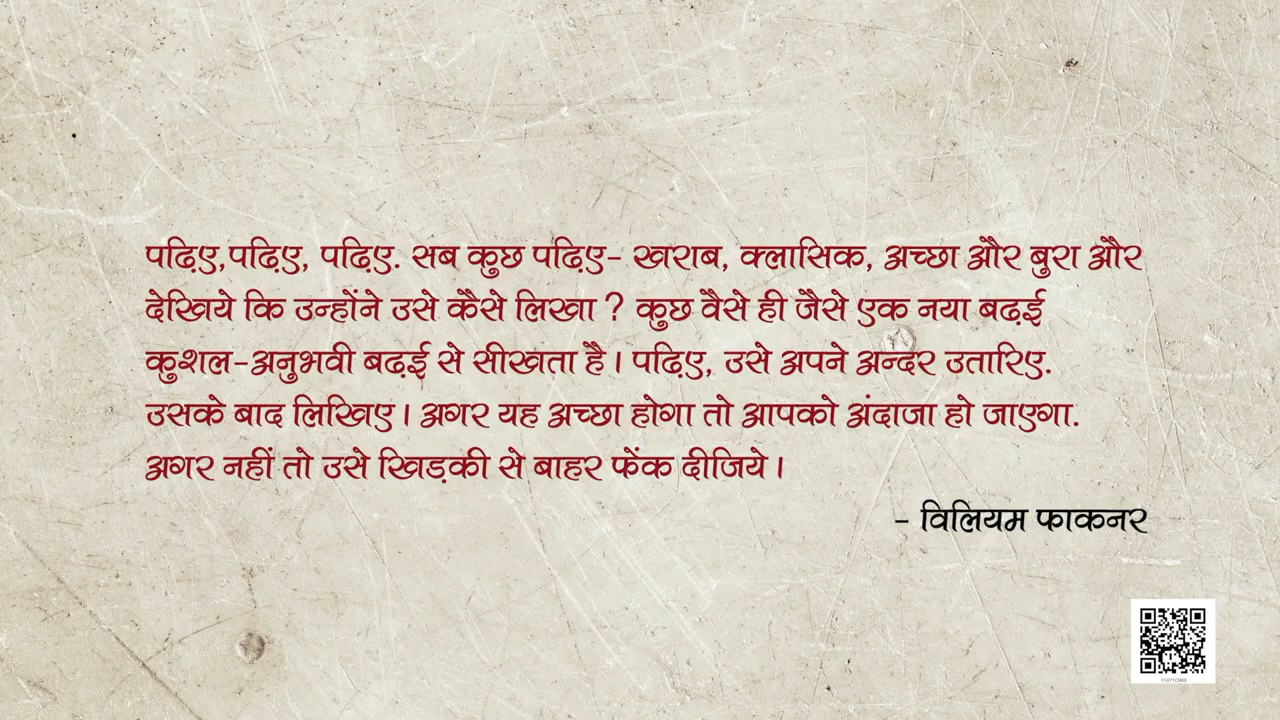 पढ़िए,पढ़िए, पढ़िए. सब कुछ पढ़िए- खराब, क्लासिक, अच्छा और बुरा और
देखिये कि उन्होंने उसे कैसे लिखा ? कुछ वैसे ही जैसे एक नया बढ़ई
कुशल-अनुभवी बढ़ई से सीखता है । पढ़िए, उसे अपने अन्दर उतारिए.
उसके बाद लिखिए । अगर यह अच्छा होगा तो आपको अंदाजा हो जाएगा.
अगर नहीं तो उसे खिड़की से बाहर फेंक दीजिये ।
- विलियम फाकनर